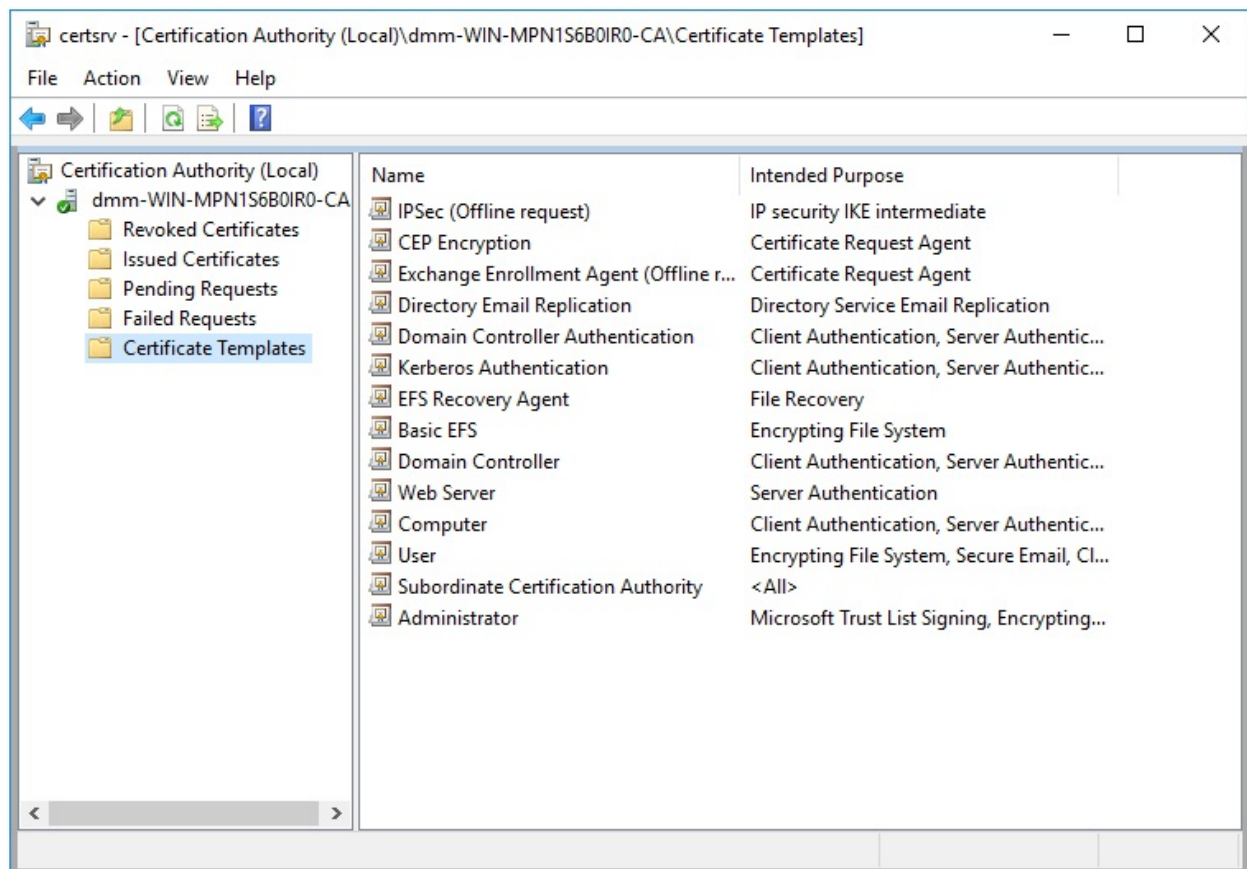 certsrv - [Certification Authority (Local)\dmm-WIN-MPN1S6B0IR0-CA\Certificate Templates]
File Action View Help
Certification Authority (Local)
dmm-WIN-MPN1S6B0IR0-CA
Revoked Certificates
Issued Certificates
Pending Requests
Failed Requests
Certificate Templates
Name Intended Purpose
IPSec (Offline request) IP security IKE intermediate
CEP Encryption Certificate Request Agent
Exchange Enrollment Agent (Offline r... Certificate Request Agent
Directory Email Replication Directory Service Email Replication
Domain Controller Authentication Client Authentication, Server Authentic...
Kerberos Authentication Client Authentication, Server Authentic...
EFS Recovery Agent File Recovery
Basic EFS Encrypting File System
Domain Controller Client Authentication, Server Authentic...
Web Server Server Authentication
Computer Client Authentication, Server Authentic...
User Encrypting File System, Secure Email, Cl...
Subordinate Certification Authority <All>
Administrator Microsoft Trust List Signing, Encrypting...